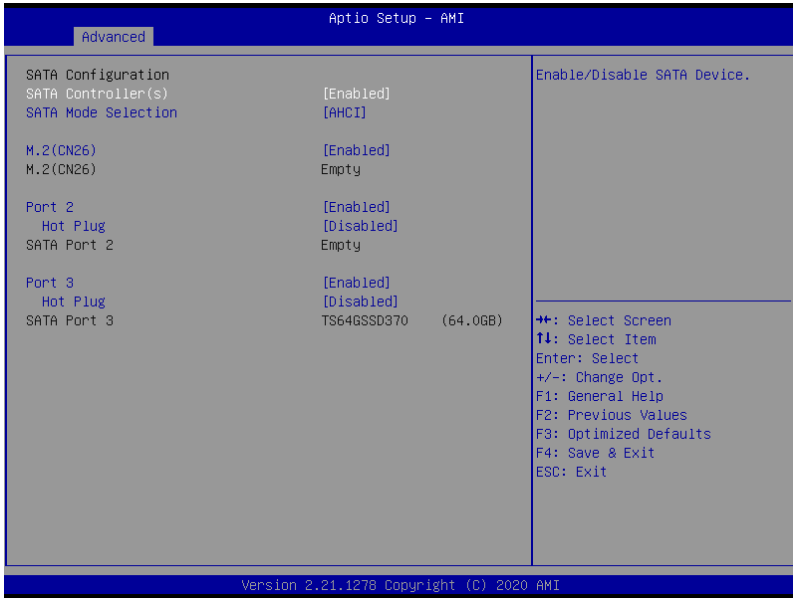 Aptio Setup – AMI
Advanced
SATA Configuration
SATA Controller(s) [Enabled]
SATA Mode Selection [AHCI]
M.2(CN26) [Enabled]
M.2(CN26) Empty
Port 2 [Enabled]
Hot Plug [Disabled]
SATA Port 2 Empty
Port 3 [Enabled]
Hot Plug [Disabled]
SATA Port 3 TS64GSSD370 (64.0GB)
Enable/Disable SATA Device.
→←: Select Screen
↑↓: Select Item
Enter: Select
+/-: Change Opt.
F1: General Help
F2: Previous Values
F3: Optimized Defaults
F4: Save & Exit
ESC: Exit
Version 2.21.1278 Copyright (C) 2020 AMI